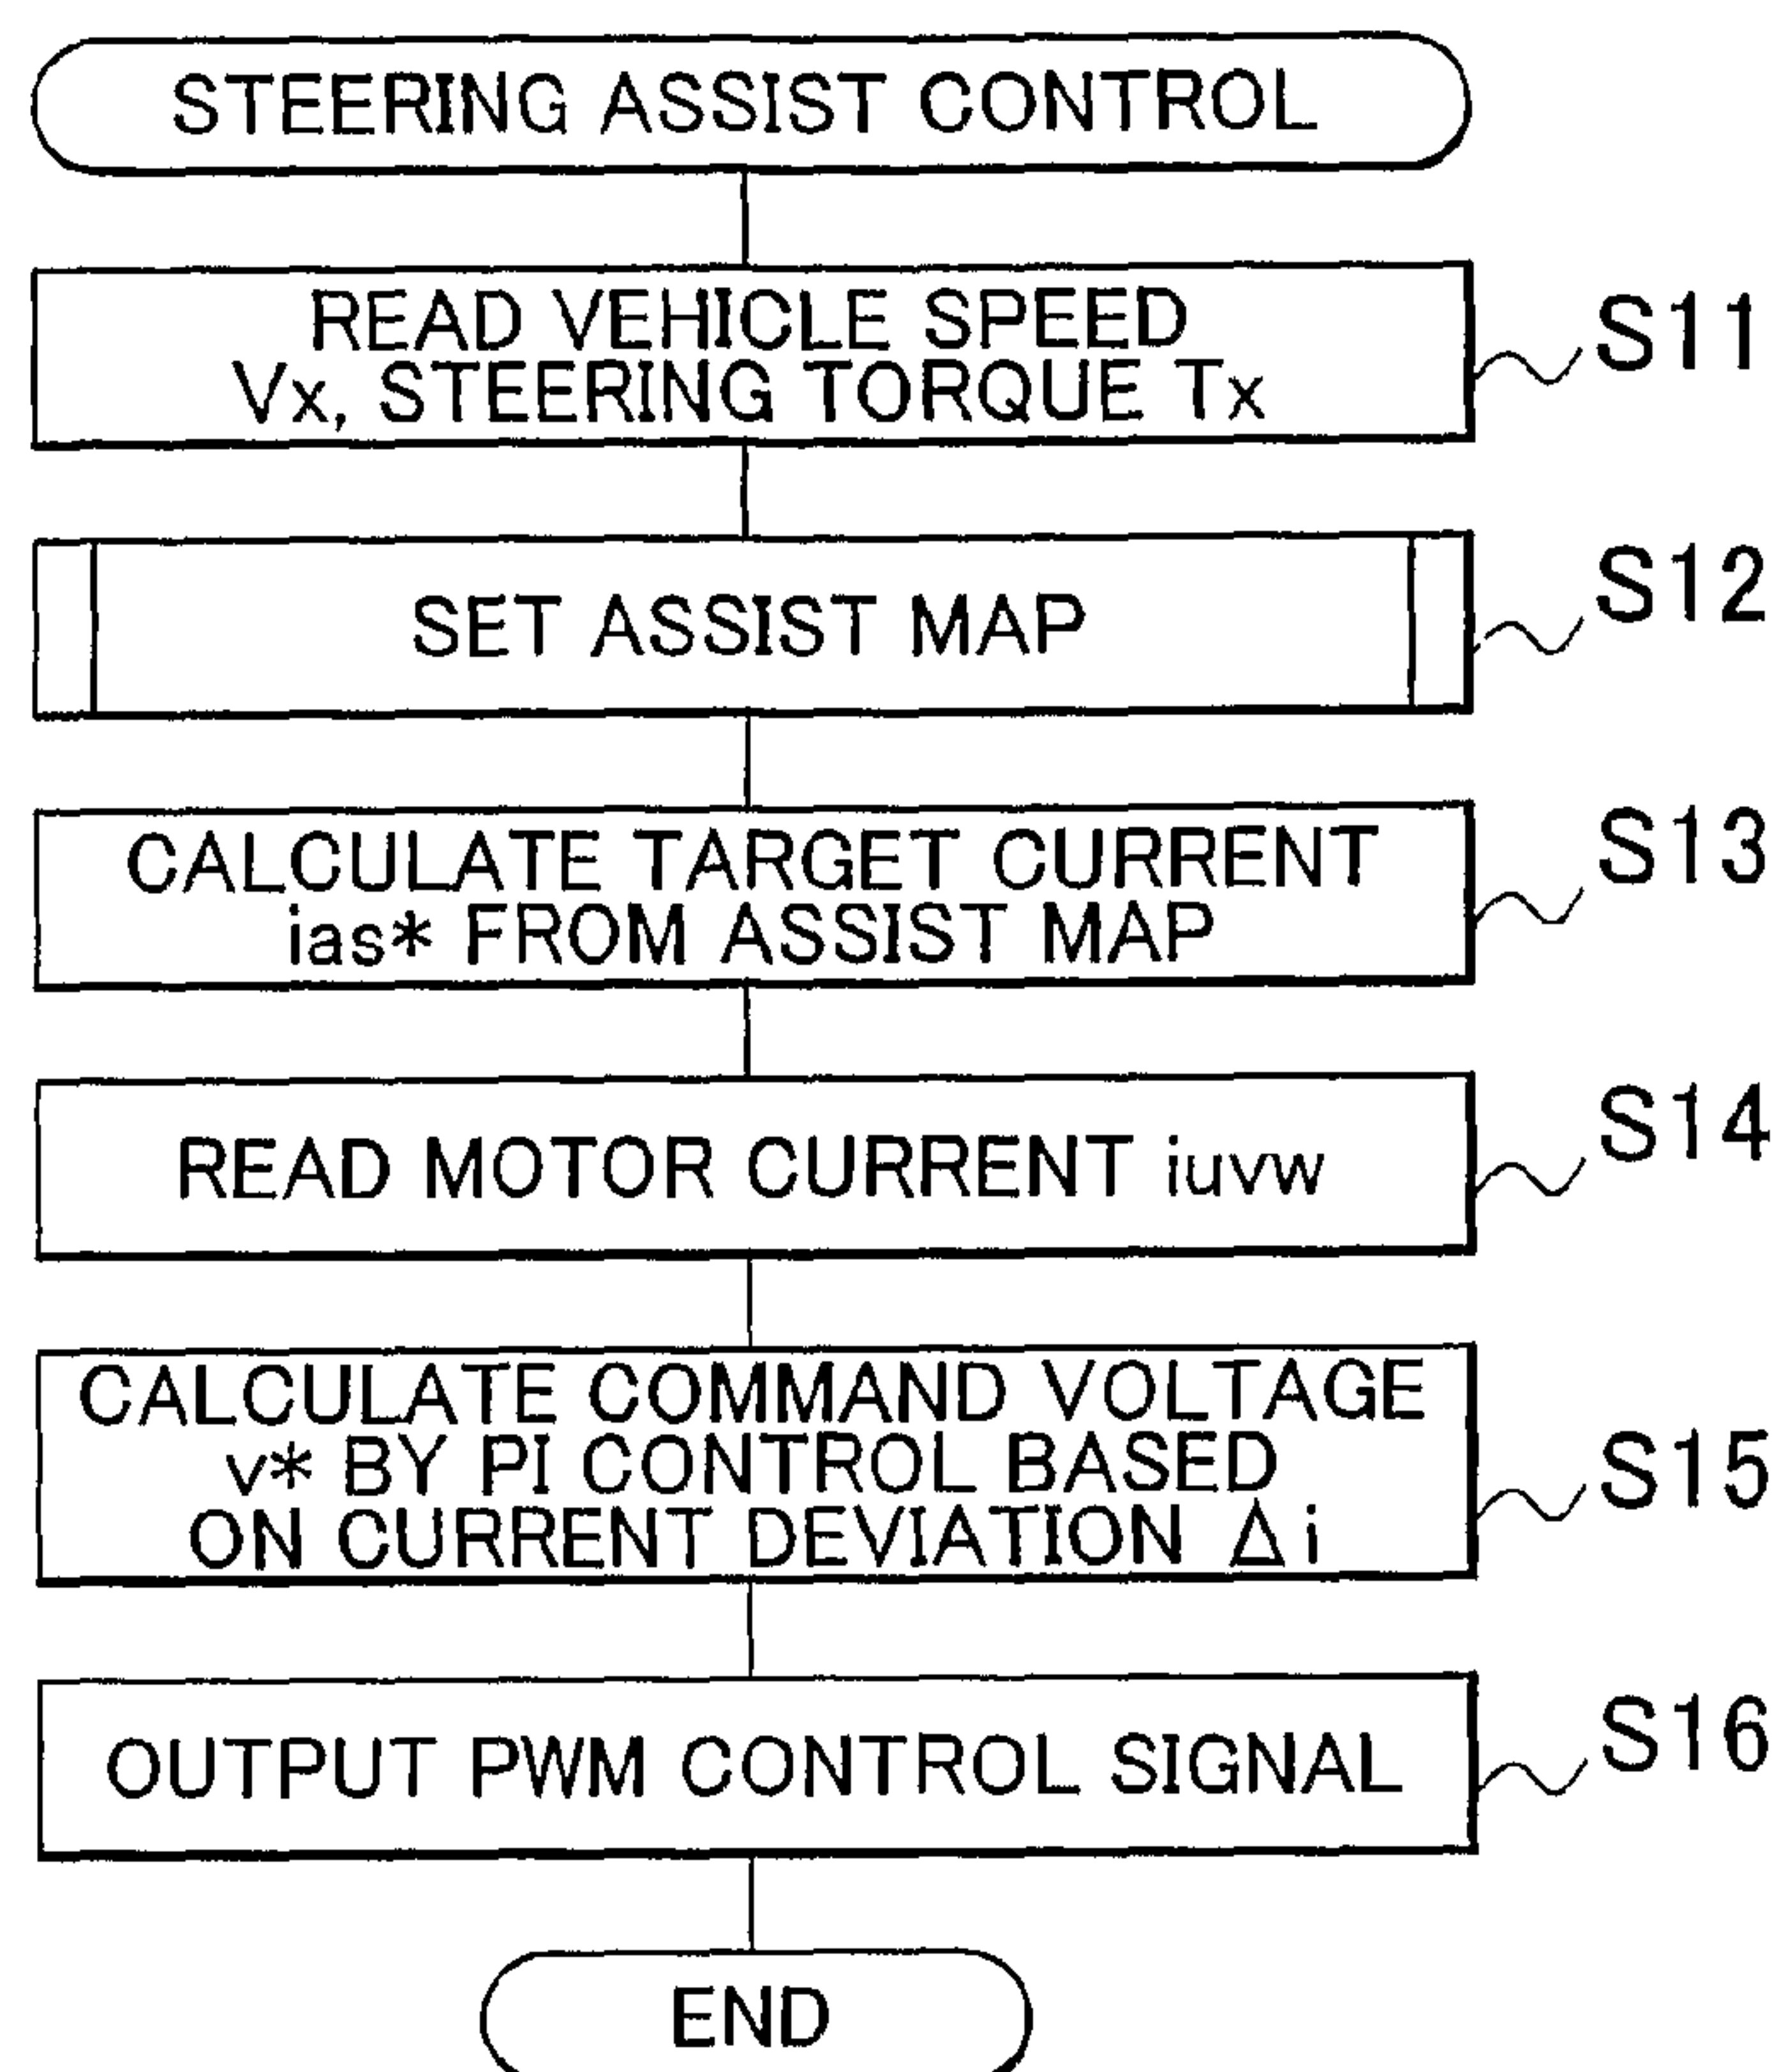 STEERING ASSIST CONTROL
READ VEHICLE SPEED
Vx, STEERING TORQUE Tx
S11
SET ASSIST MAP
S12
CALCULATE TARGET CURRENT
ias* FROM ASSIST MAP
S13
READ MOTOR CURRENT iuvw
S14
CALCULATE COMMAND VOLTAGE
v* BY PI CONTROL BASED
ON CURRENT DEVIATION Δi
S15
OUTPUT PWM CONTROL SIGNAL
S16
END